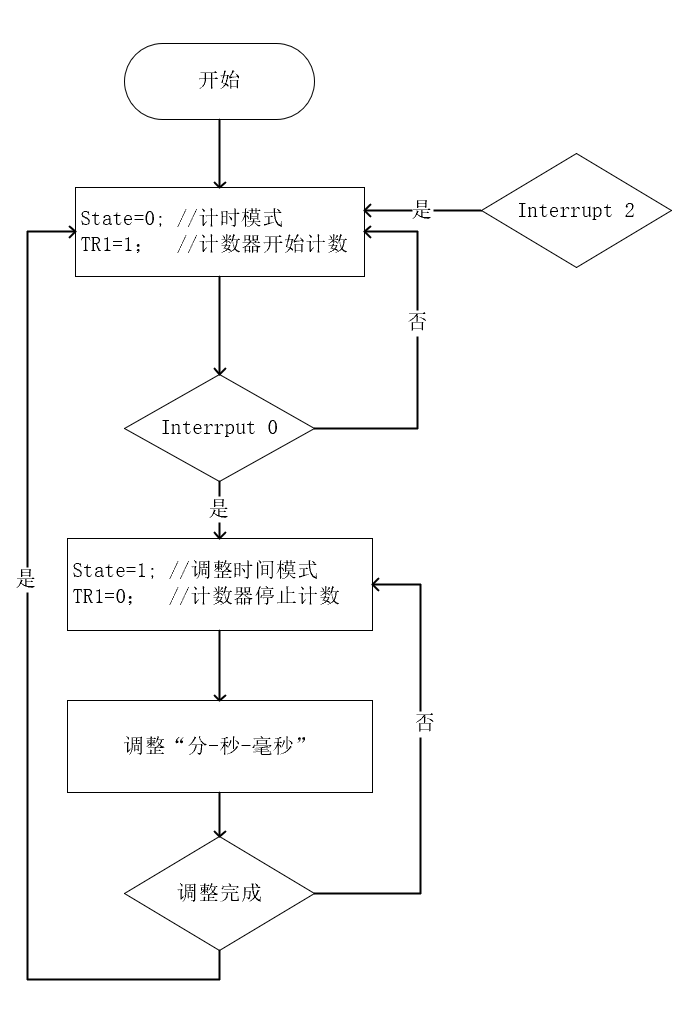 开始
State=0; //计时模式
TR1=1; //计数器开始计数
是
Interrupt 2
否
Interrput 0
是
State=1; //调整时间模式
TR1=0; //计数器停止计数
是
调整“分-秒-毫秒”
否
调整完成